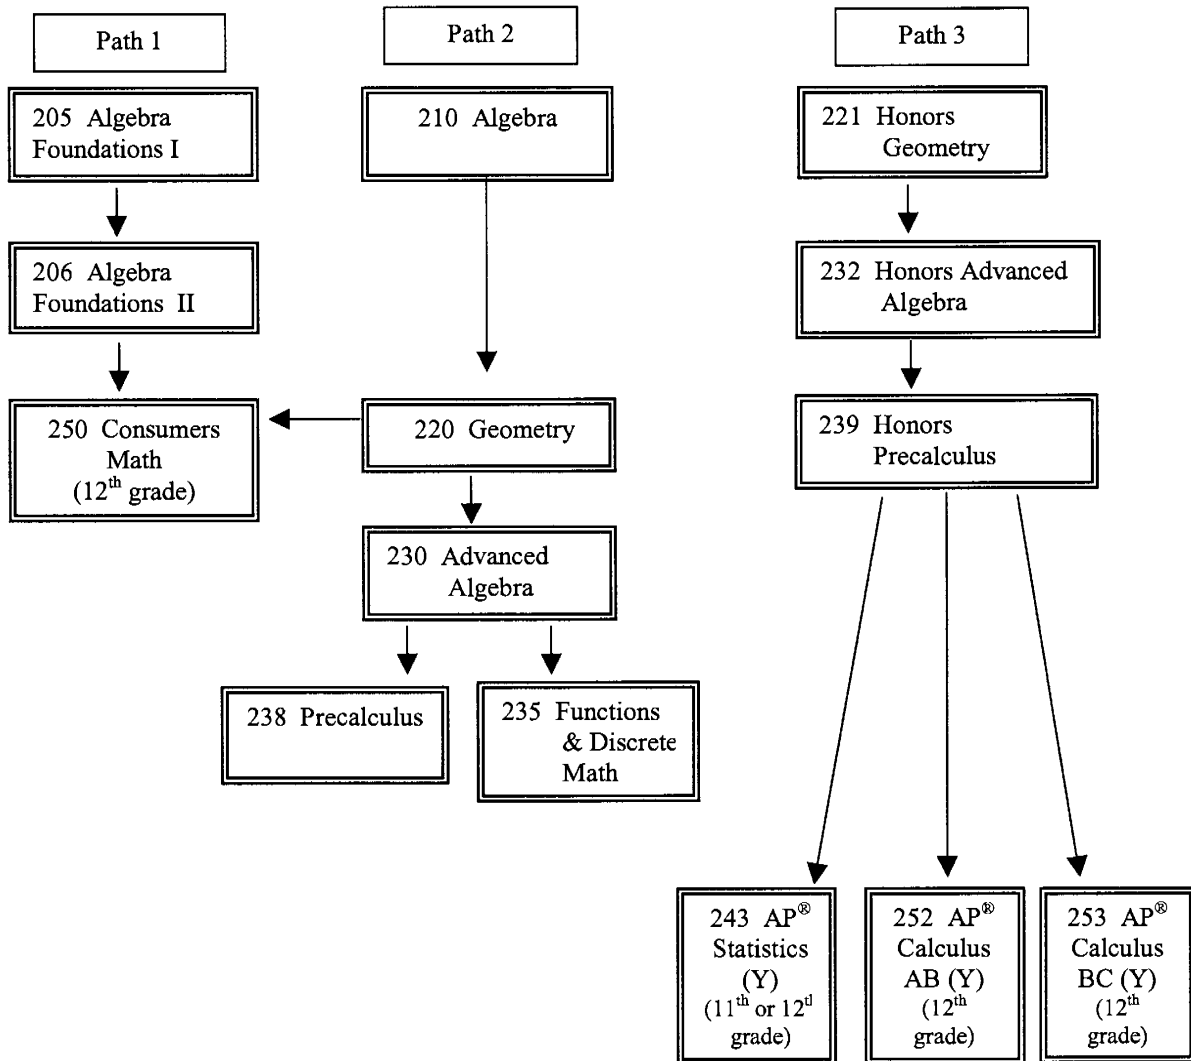 Path 1
Path 2
Path 3
205 Algebra
Foundations I
210 Algebra
221 Honors
Geometry
206 Algebra
Foundations II
232 Honors Advanced
Algebra
250 Consumers
Math
(12th grade)
220 Geometry
239 Honors
Precalculus
230 Advanced
Algebra
238 Precalculus
235 Functions
& Discrete
Math
243 AP®
Statistics
(Y)
(11th or 12t
grade)
252 AP®
Calculus
AB (Y)
(12th
grade)
253 AP®
Calculus
BC (Y)
(12th
grade)